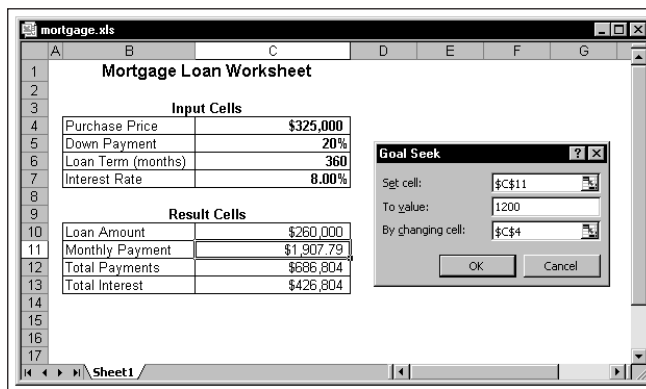 mortgage.xls
A B C D E F G
1 Mortgage Loan Worksheet
2
3 Input Cells
4 Purchase Price $325,000
5 Down Payment 20%
6 Loan Term (months) 360
7 Interest Rate 8.00%
8
9 Result Cells
10 Loan Amount $260,000
11 Monthly Payment $1,907.79
12 Total Payments $686,804
13 Total Interest $426,804
14
15
16
17
Sheet1
Goal Seek
Set cell: $C$11
To value: 1200
By changing cell: $C$4
OK Cancel